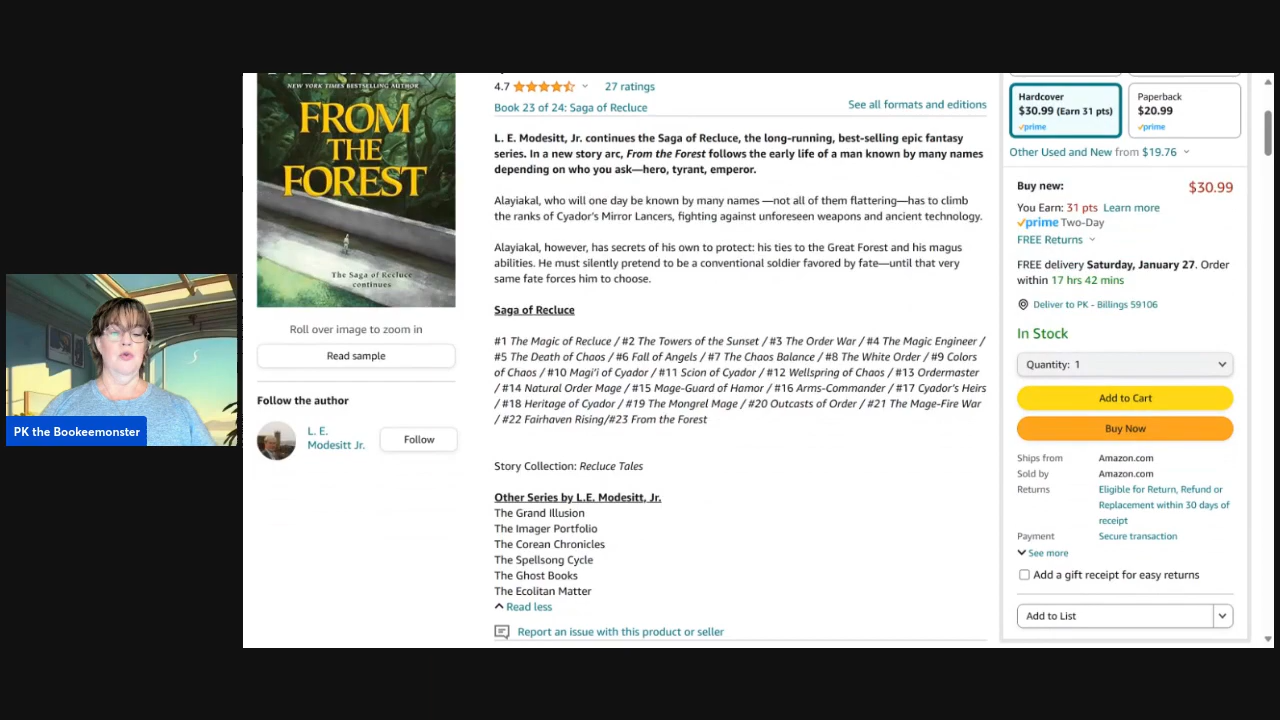 PK the Bookeemonster
NEW YORK TIMES BESTSELLING AUTHOR
FROM
THE
FOREST
The Saga of Recluce
continues
Roll over image to zoom in
Read sample
Follow the author
L. E.
Modesitt Jr.
Follow
4.7
27 ratings
Book 23 of 24: Saga of Recluce
See all formats and editions
L. E. Modesitt, Jr. continues the Saga of Recluce, the long-running, best-selling epic fantasy
series. In a new story arc, From the Forest follows the early life of a man known by many names
depending on who you ask—hero, tyrant, emperor.
Alayiakal, who will one day be known by many names —not all of them flattering—has to climb
the ranks of Cyador's Mirror Lancers, fighting against unforeseen weapons and ancient technology.
Alayiakal, however, has secrets of his own to protect: his ties to the Great Forest and his magus
abilities. He must silently pretend to be a conventional soldier favored by fate—until that very
same fate forces him to choose.
Saga of Recluce
#1 The Magic of Recluce / #2 The Towers of the Sunset / #3 The Order War / #4 The Magic Engineer /
#5 The Death of Chaos / #6 Fall of Angels / #7 The Chaos Balance / #8 The White Order / #9 Colors
of Chaos / #10 Magi'i of Cyador / #11 Scion of Cyador / #12 Wellspring of Chaos / #13 Ordermaster
/ #14 Natural Order Mage / #15 Mage-Guard of Hamor / #16 Arms-Commander / #17 Cyador's Heirs
/ #18 Heritage of Cyador / #19 The Mongrel Mage / #20 Outcasts of Order / #21 The Mage-Fire War
/ #22 Fairhaven Rising/#23 From the Forest
Story Collection: Recluce Tales
Other Series by L.E. Modesitt, Jr.
The Grand Illusion
The Imager Portfolio
The Corean Chronicles
The Spellsong Cycle
The Ghost Books
The Ecolitan Matter
Read less
Report an issue with this product or seller
Hardcover
$30.99 (Earn 31 pts)
prime
Paperback
$20.99
prime
Other Used and New from $19.76
Buy new:
$30.99
You Earn: 31 pts Learn more
prime Two-Day
FREE Returns
FREE delivery Saturday, January 27. Order
within 17 hrs 42 mins
Deliver to PK - Billings 59106
In Stock
Quantity: 1
Add to Cart
Buy Now
Ships from Amazon.com
Sold by Amazon.com
Returns Eligible for Return, Refund or
Replacement within 30 days of
receipt
Payment Secure transaction
See more
Add a gift receipt for easy returns
Add to List